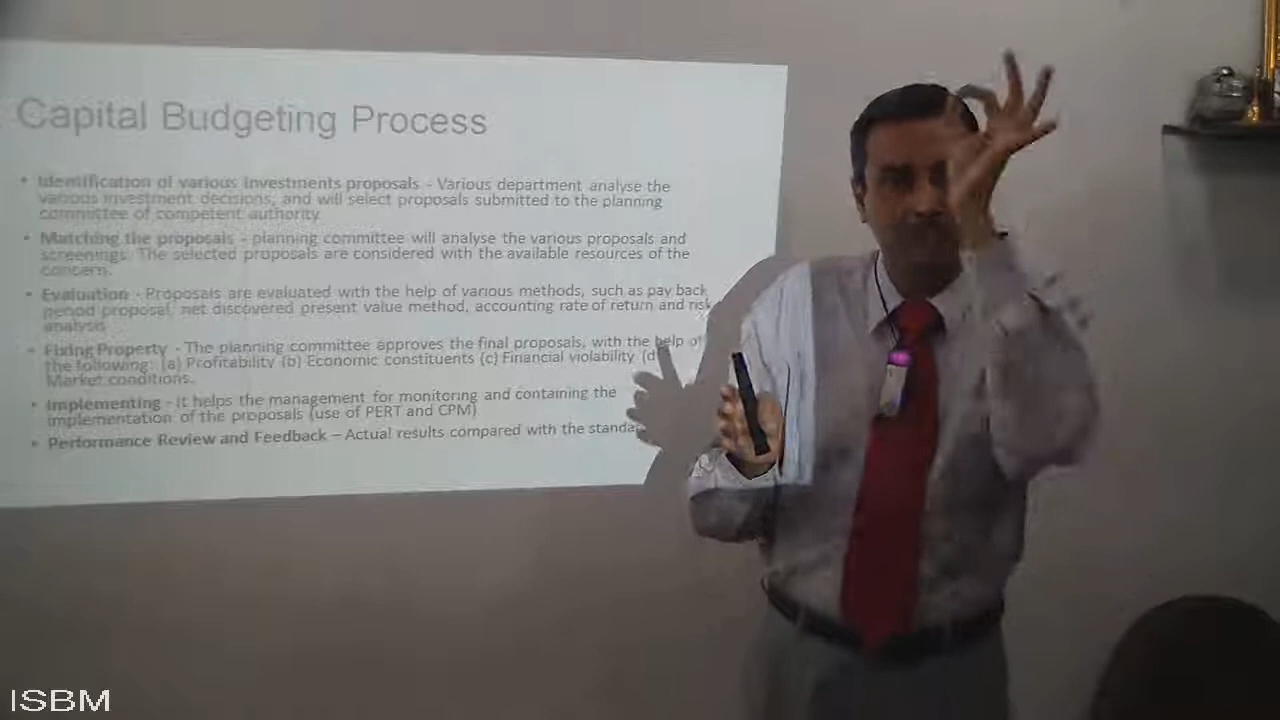 Capital Budgeting Process
• Identification of various investments proposals - Various department analyse the
various investment decisions, and will select proposals submitted to the planning
committee of competent authority.
• Matching the proposals - planning committee will analyse the various proposals and
screenings. The selected proposals are considered with the available resources of the
concern.
• Evaluation - Proposals are evaluated with the help of various methods, such as pay back
period proposal, net discovered present value method, accounting rate of return and risk
analysis.
• Fixing Property - The planning committee approves the final proposals, with the help of
the following: (a) Profitability (b) Economic constituents (c) Financial violability (d
Market conditions.
• Implementing - it helps the management for monitoring and containing the
implementation of the proposals (use of PERT and CPM)
• Performance Review and Feedback – Actual results compared with the standa
ISBM